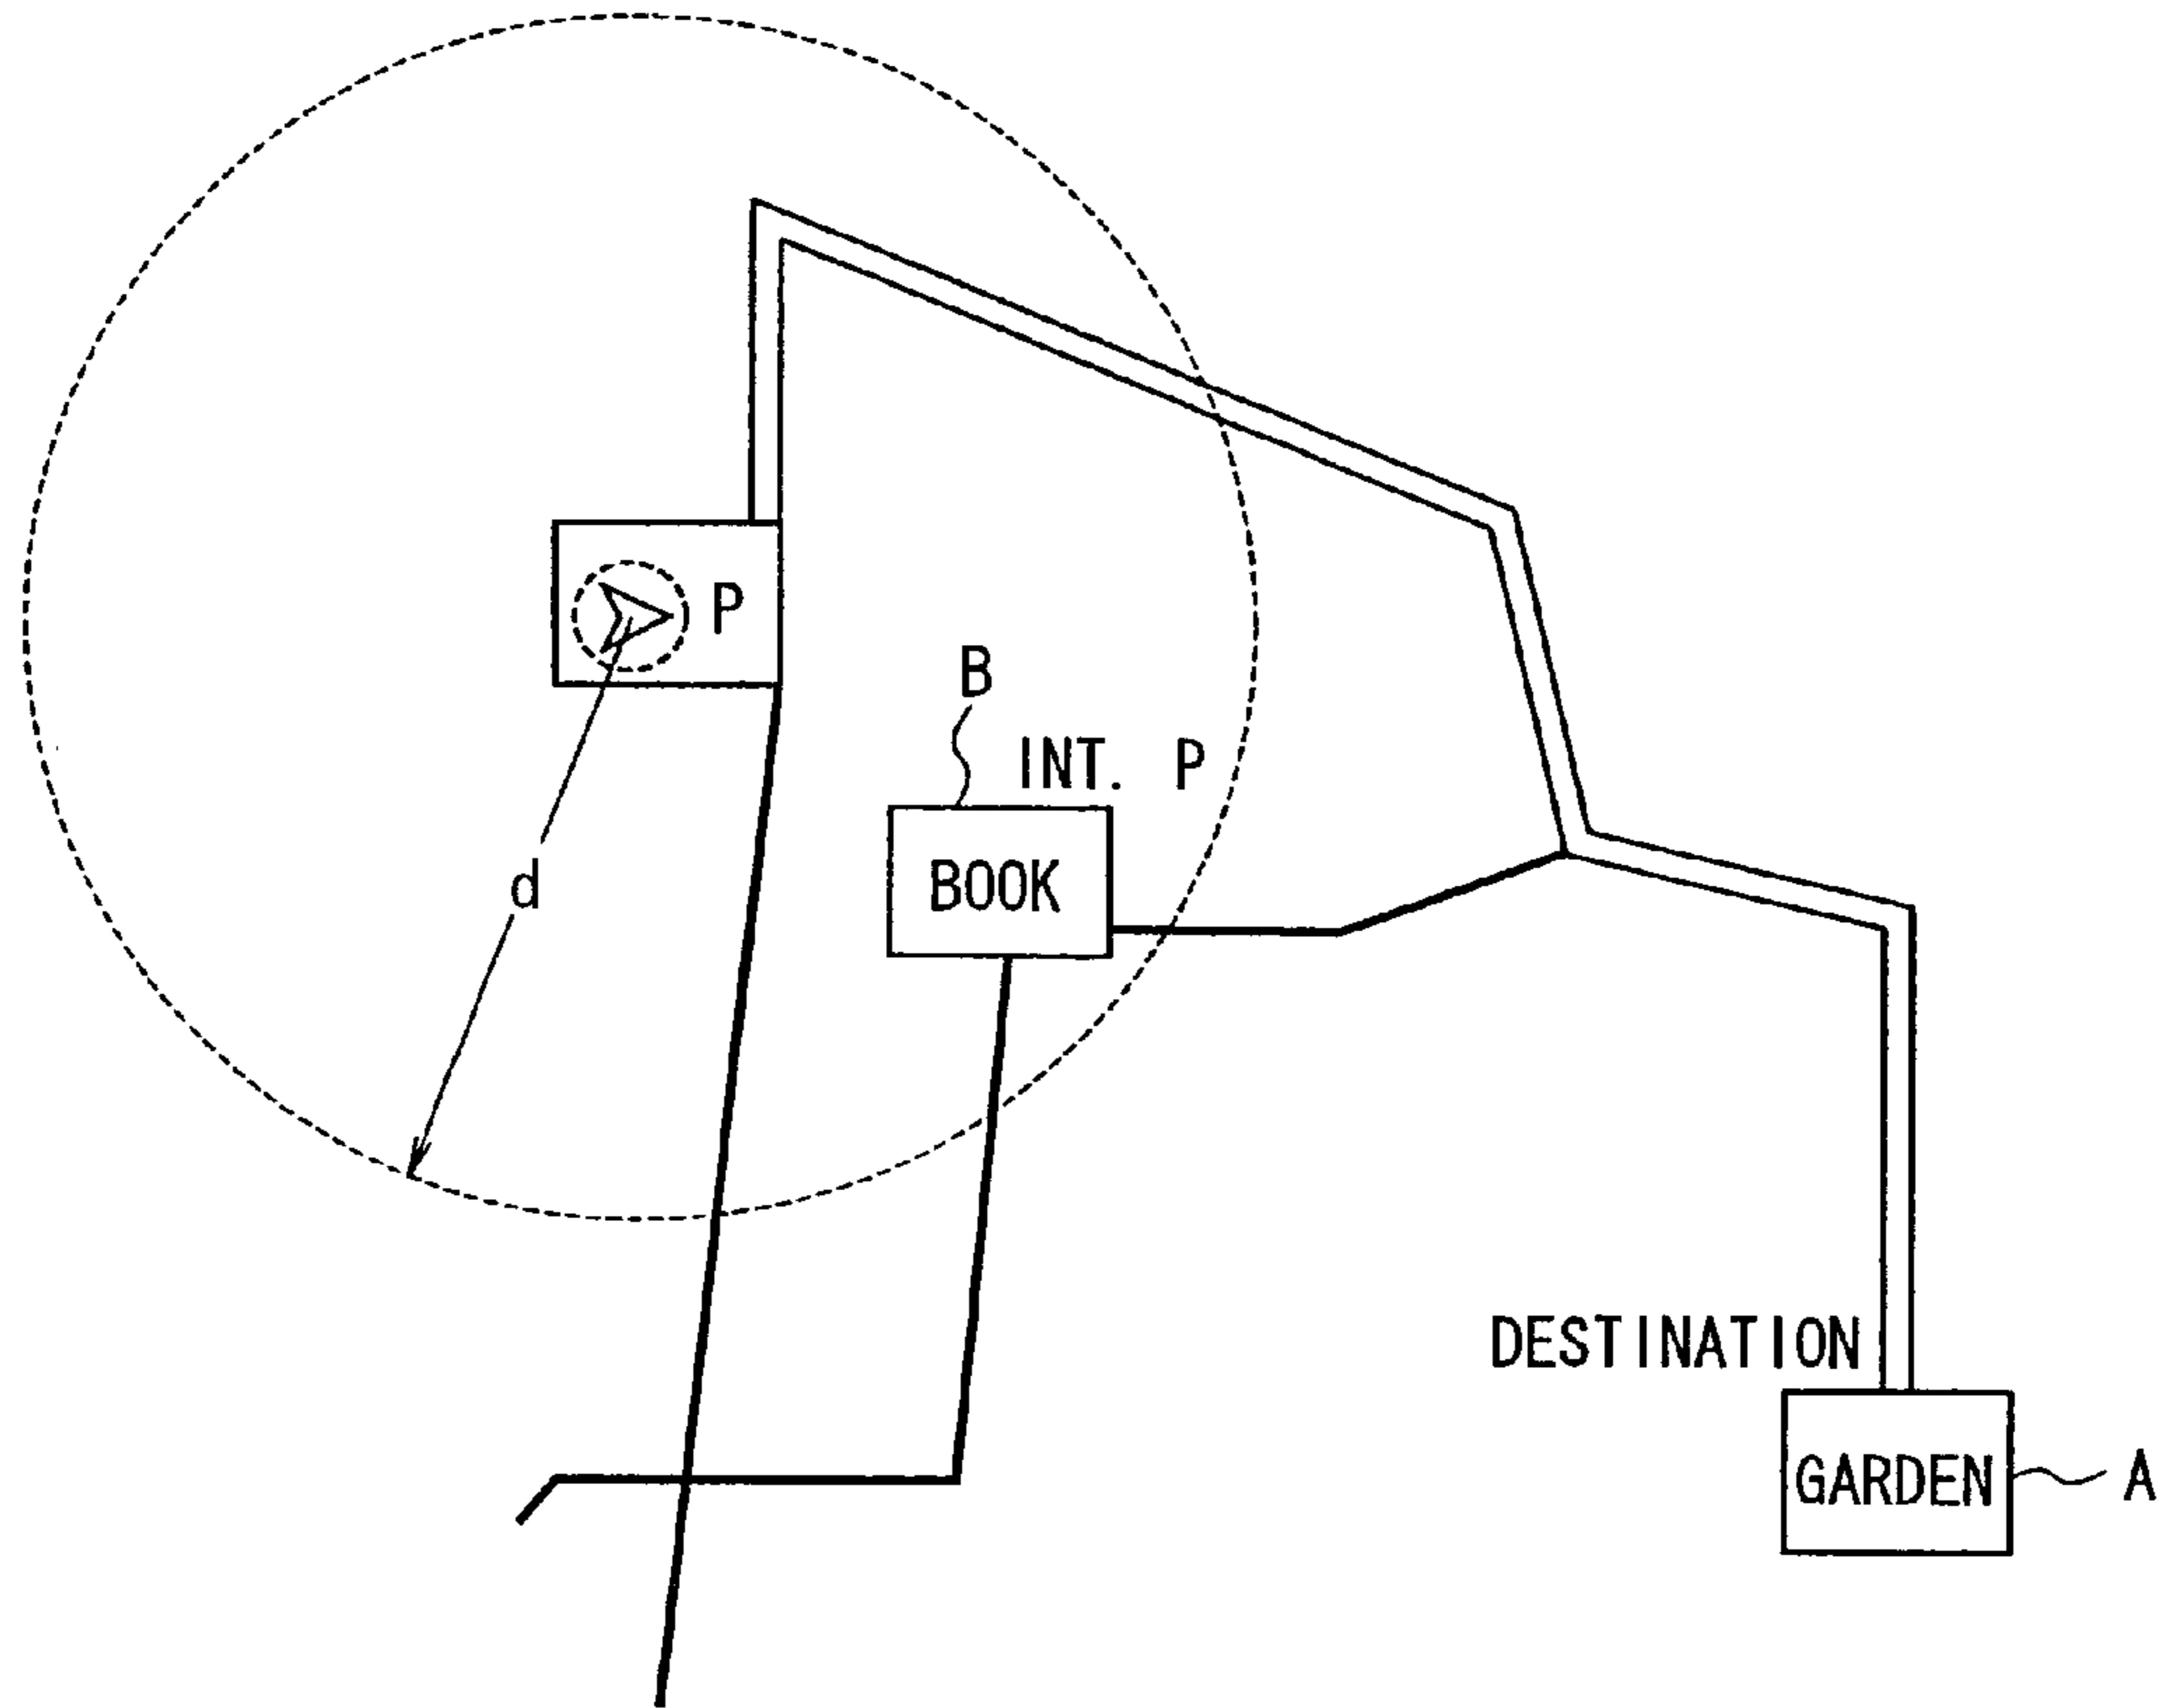 P
B
INT. P
BOOK
d
DESTINATION
GARDEN
A